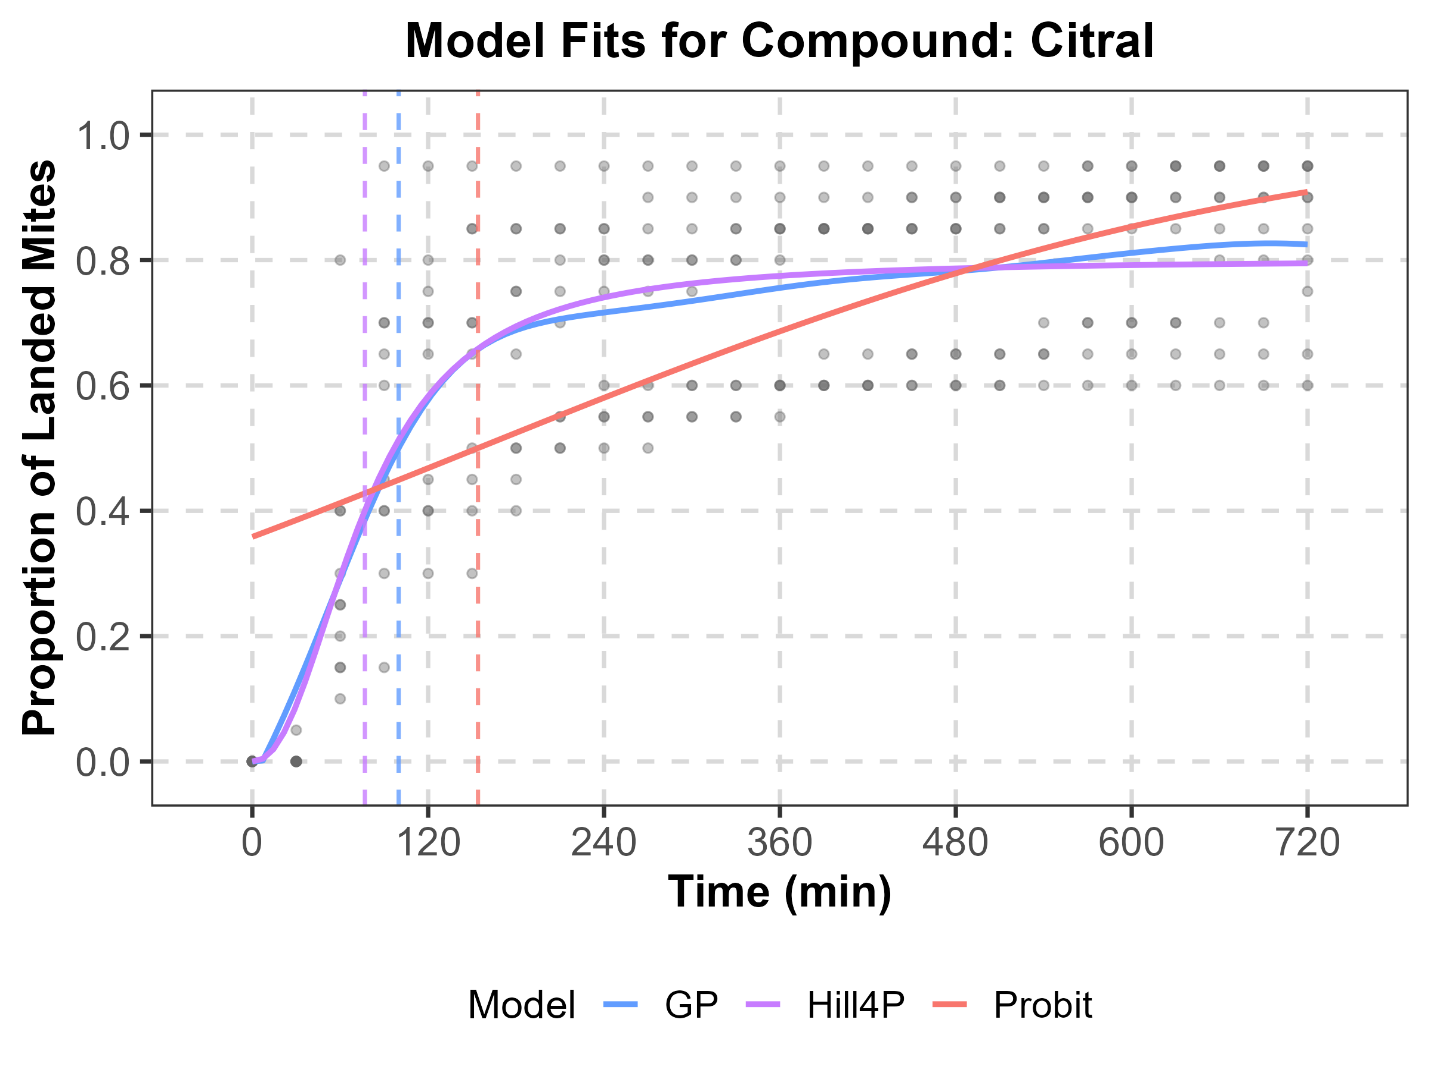 Model Fits for Compound: Citral
Proportion of Landed Mites
1.0
0.8
0.6
0.4
0.2
0.0
0 120 240 360 480 600 720
Time (min)
Model GP Hill4P Probit